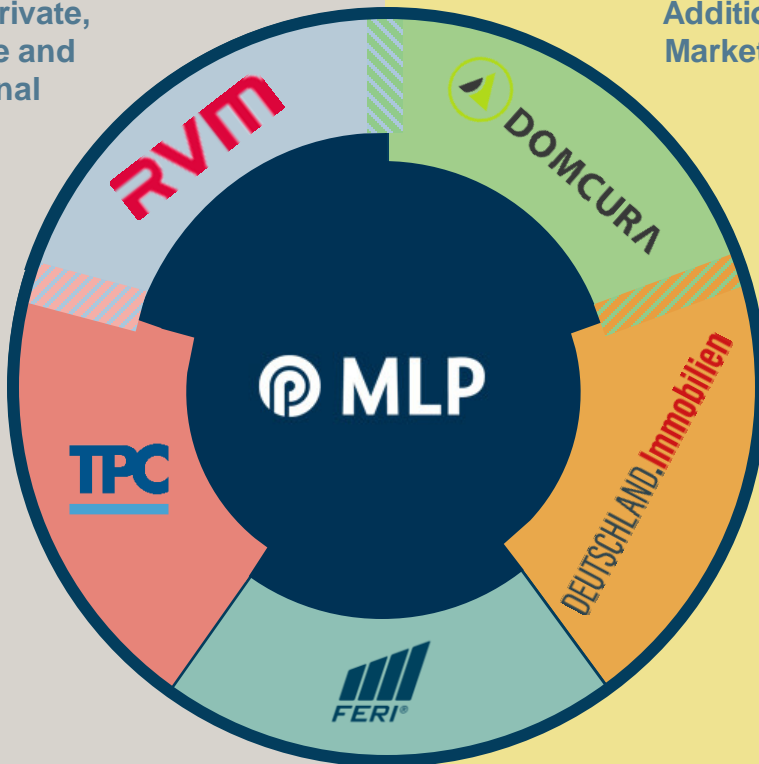 rivate,
e and
nal
Additio
Market
RVM
DOMCURA
MLP
DEUTSCHLAND.Immobilien
TPC
FERI®